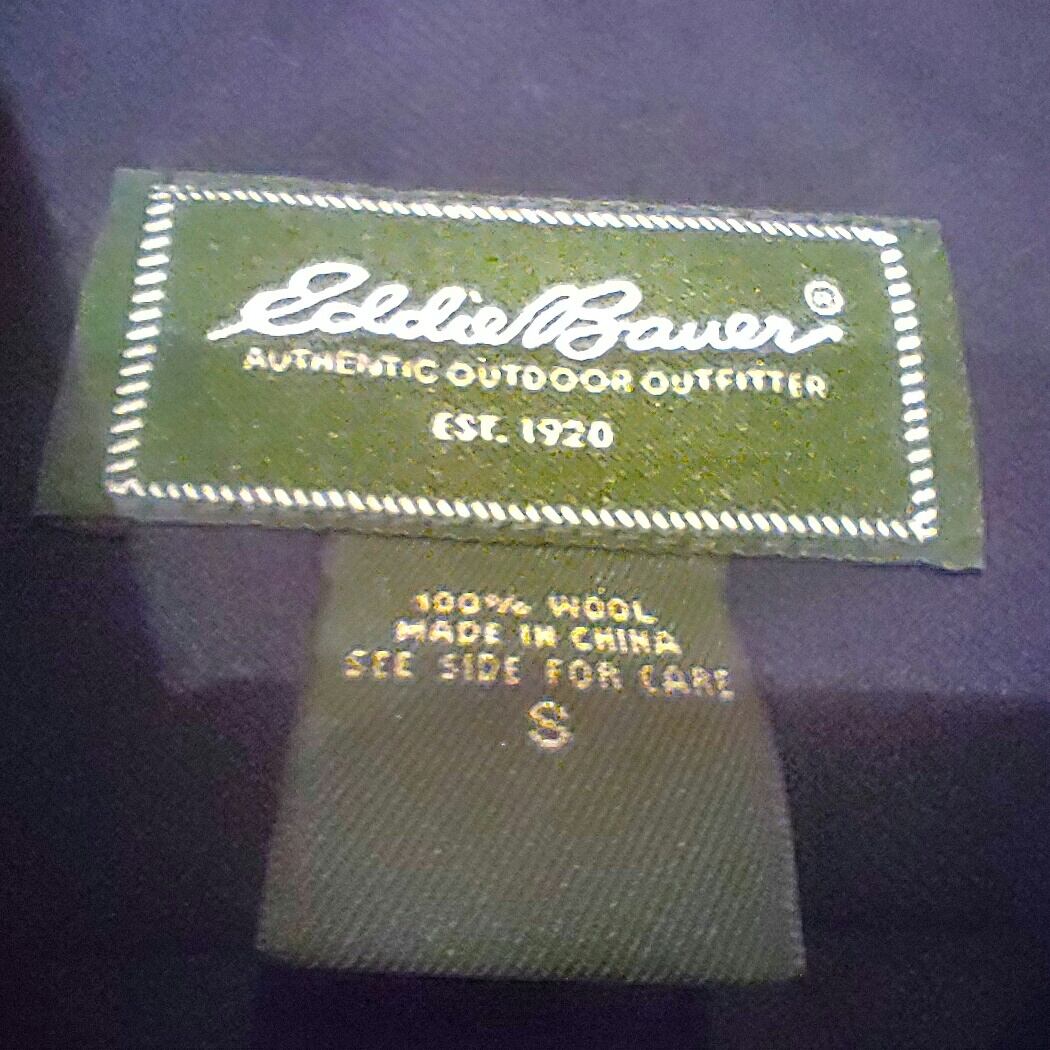 Eddie Bauer®
AUTHENTIC OUTDOOR OUTFITTER
EST. 1920
100% WOOL
MADE IN CHINA
SEE SIDE FOR CARE
S